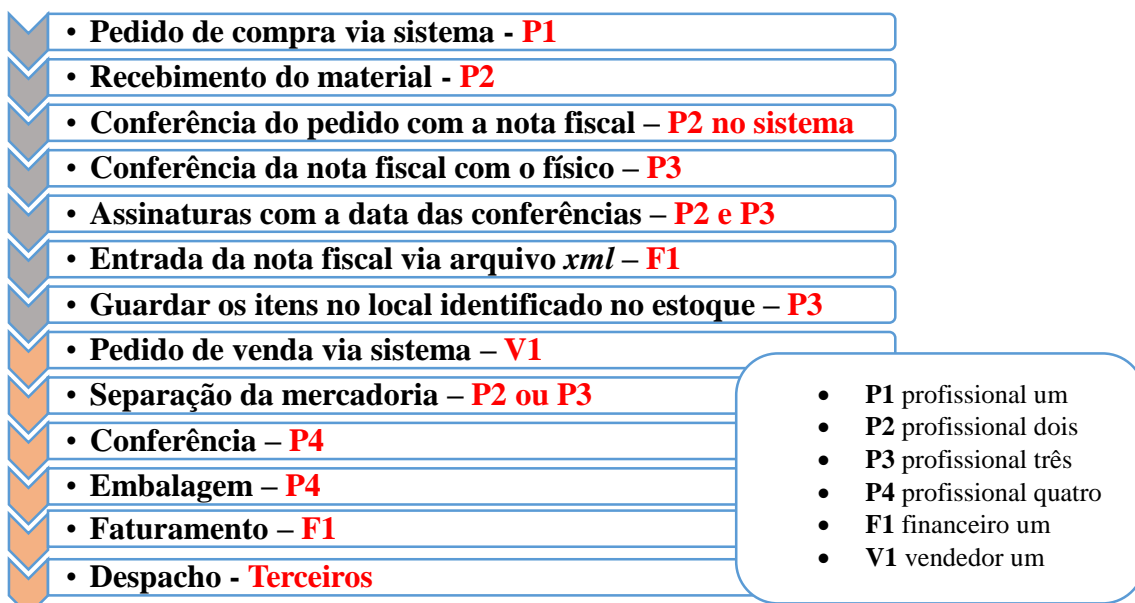 • Pedido de compra via sistema - P1
• Recebimento do material - P2
• Conferência do pedido com a nota fiscal – P2 no sistema
• Conferência da nota fiscal com o físico – P3
• Assinaturas com a data das conferências – P2 e P3
• Entrada da nota fiscal via arquivo xml – F1
• Guardar os itens no local identificado no estoque – P3
• Pedido de venda via sistema – V1
• Separação da mercadoria – P2 ou P3
• Conferência – P4
• Embalagem – P4
• Faturamento – F1
• Despacho - Terceiros
• P1 profissional um
• P2 profissional dois
• P3 profissional três
• P4 profissional quatro
• F1 financeiro um
• V1 vendedor um